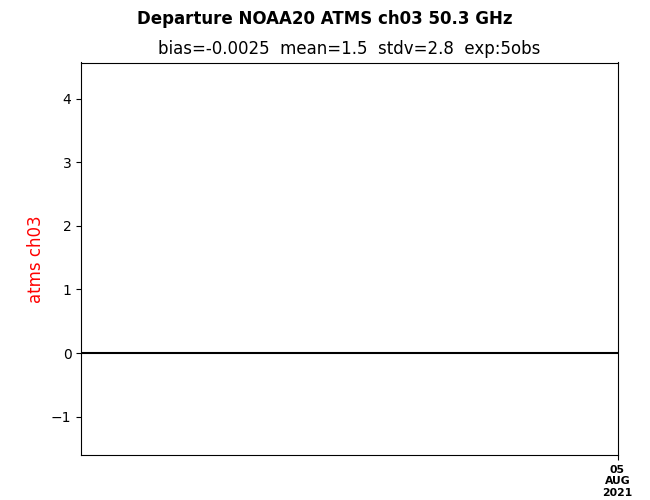 Departure NOAA20 ATMS ch03 50.3 GHz
bias=-0.0025 mean=1.5 stdv=2.8 exp:5obs
4
3
2
1
0
−1
atms ch03
05
AUG
2021